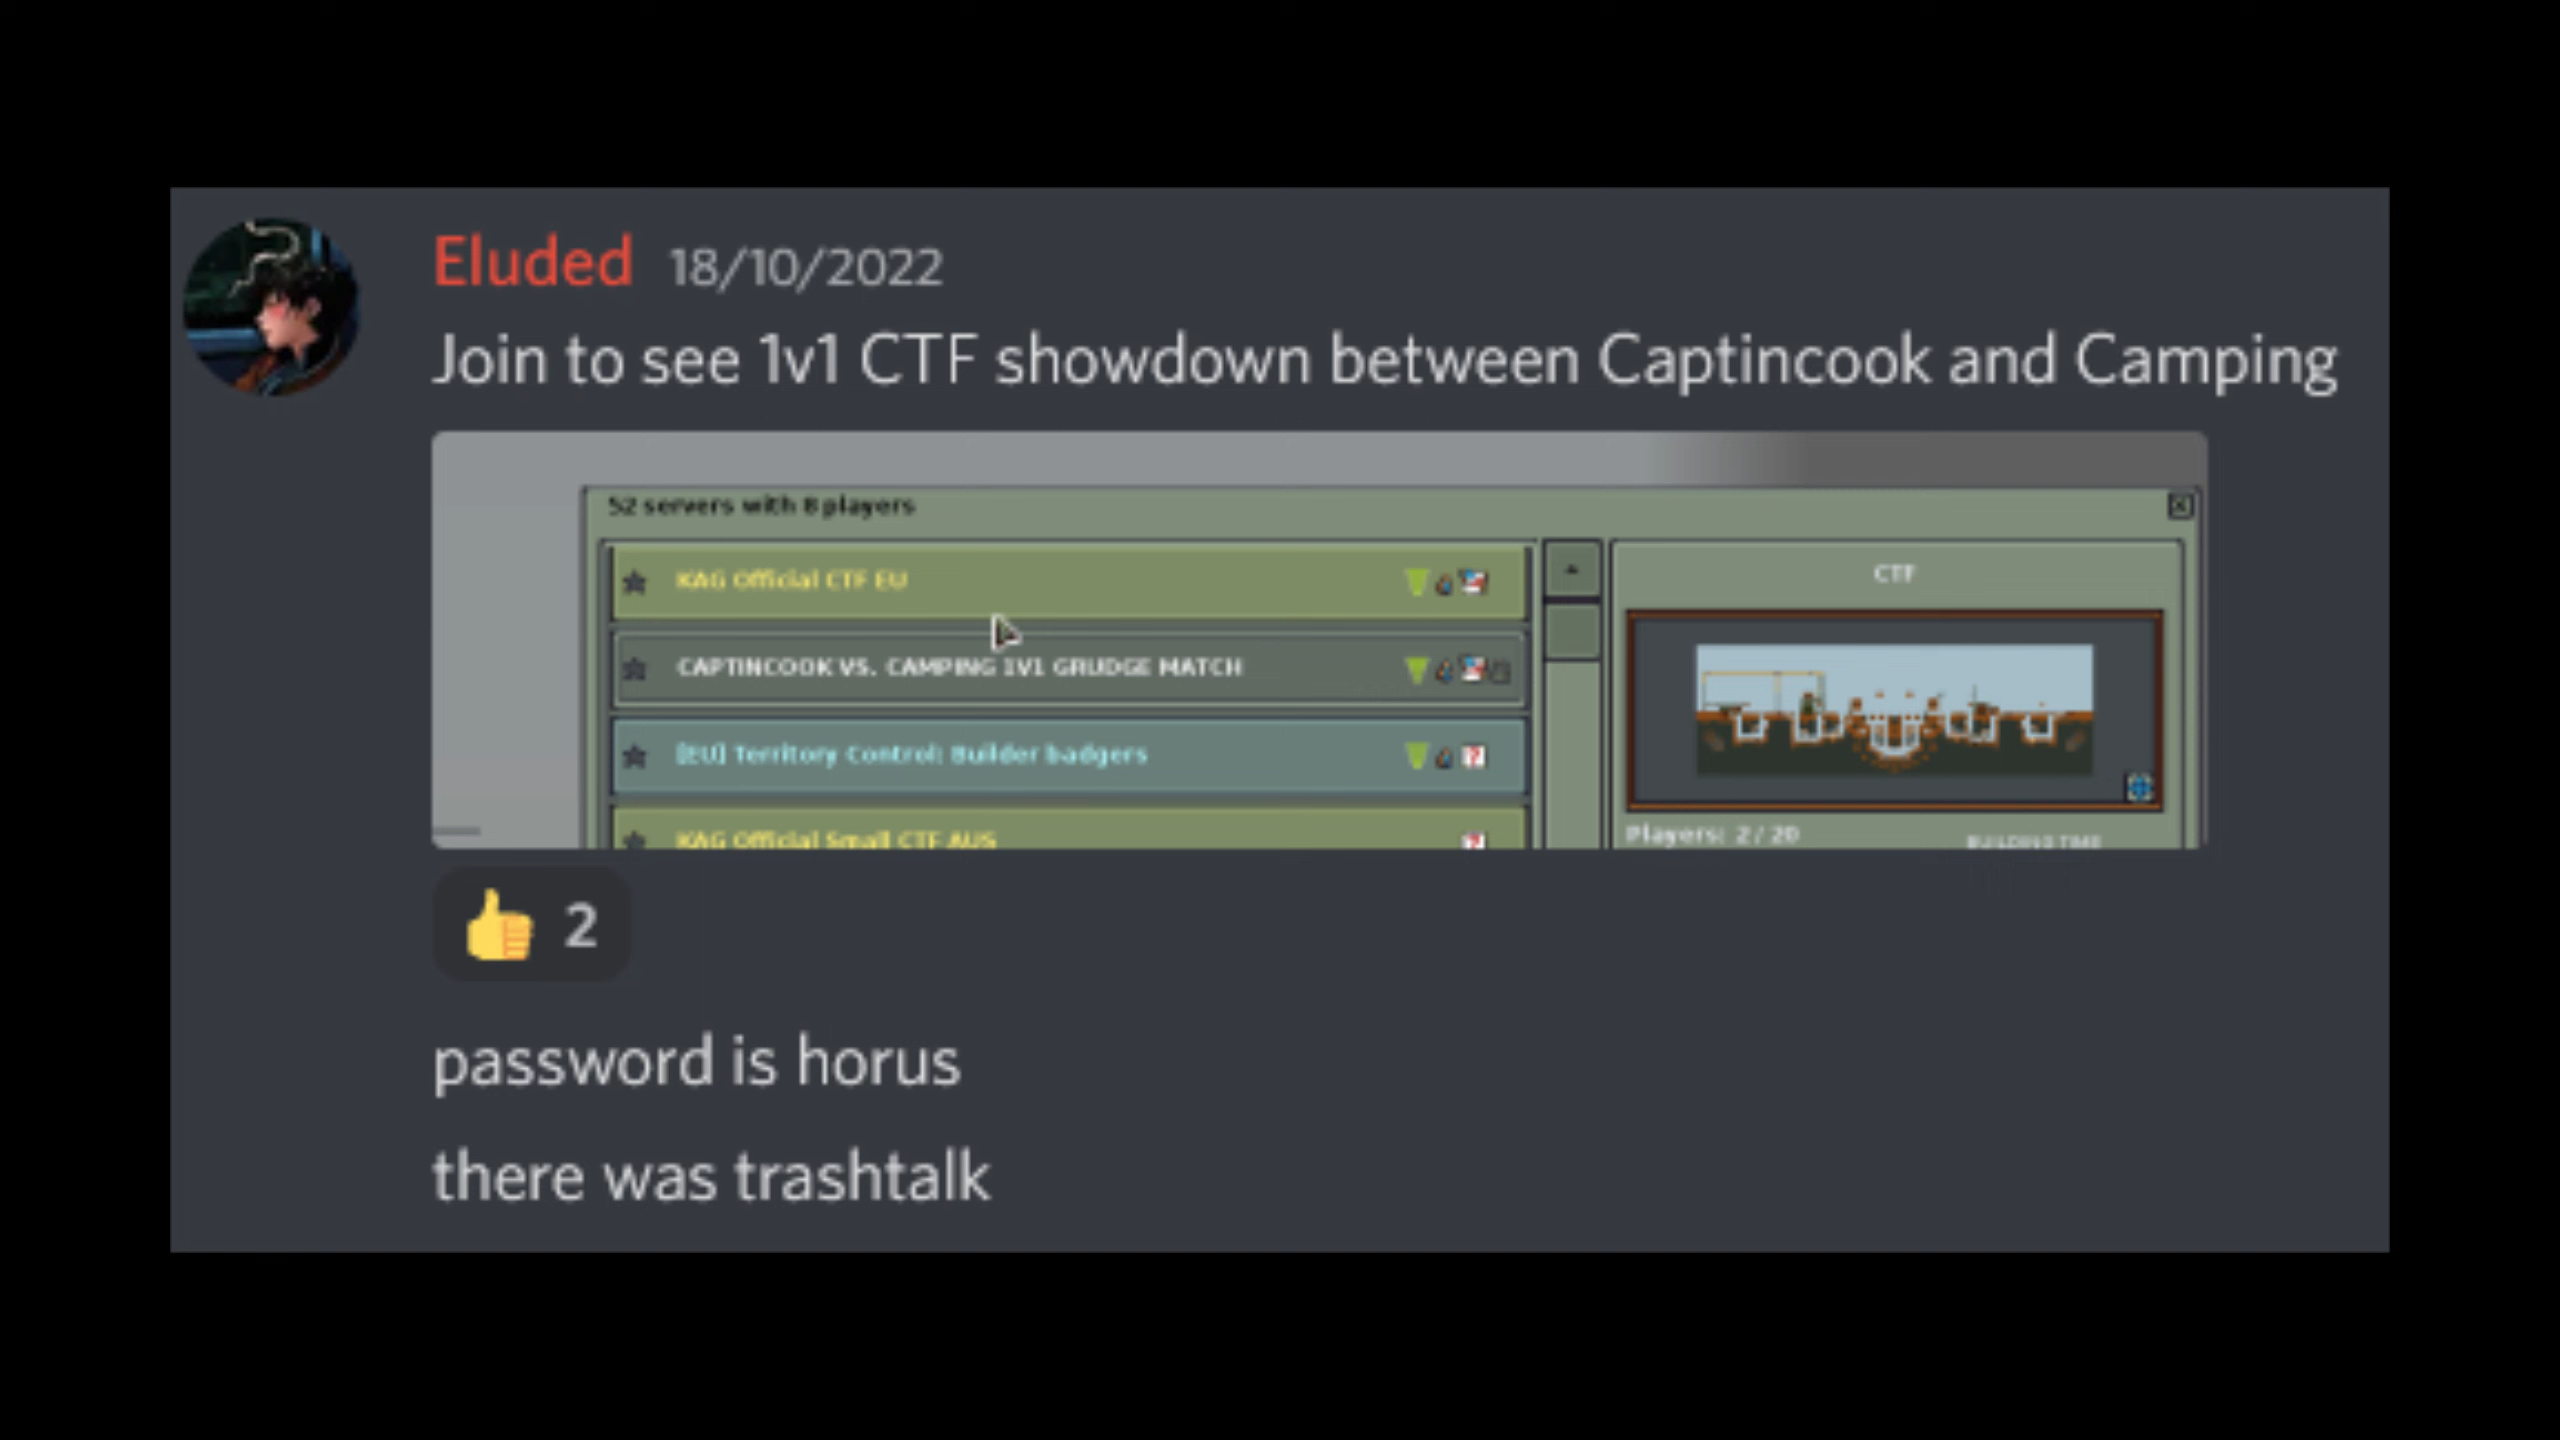 Eluded 18/10/2022
Join to see 1v1 CTF showdown between Captincook and Camping
52 servers with 8 players
KAG Official CTF EU
CTF
CAPTINCOOK VS. CAMPING 1V1 GRUDGE MATCH
[EU] Territory Control: Builder badgers
KAG Official Small CTF AUS
Players: 2/20
BUILDING TIME
2
password is horus
there was trashtalk